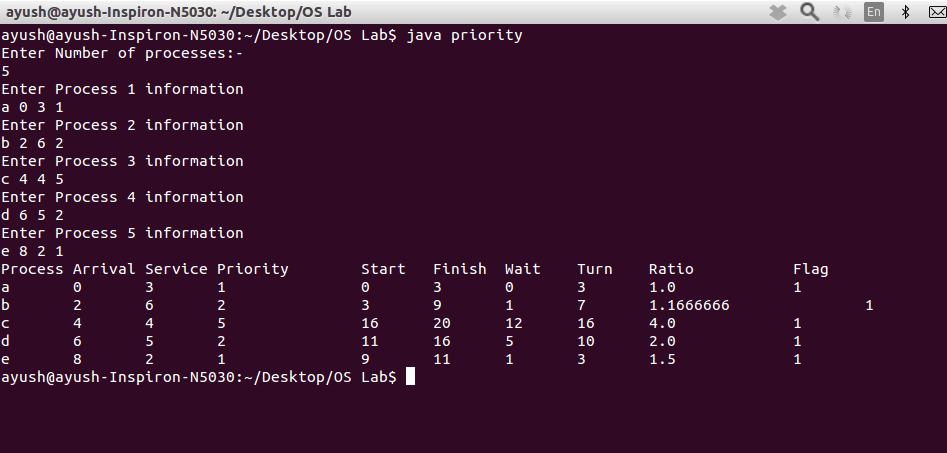 ayush@ayush-Inspiron-N5030: ~/Desktop/OS Lab En
ayush@ayush-Inspiron-N5030:~/Desktop/OS Lab$ java priority
Enter Number of processes:-
5
Enter Process 1 information
a 0 3 1
Enter Process 2 information
b 2 6 2
Enter Process 3 information
c 4 4 5
Enter Process 4 information
d 6 5 2
Enter Process 5 information
e 8 2 1
Process Arrival Service Priority Start Finish Wait Turn Ratio Flag
a 0 3 1 0 3 0 3 1.0 1
b 2 6 2 3 9 1 7 1.1666666 1
c 4 4 5 16 20 12 16 4.0 1
d 6 5 2 11 16 5 10 2.0 1
e 8 2 1 9 11 1 3 1.5 1
ayush@ayush-Inspiron-N5030:~/Desktop/OS Lab$